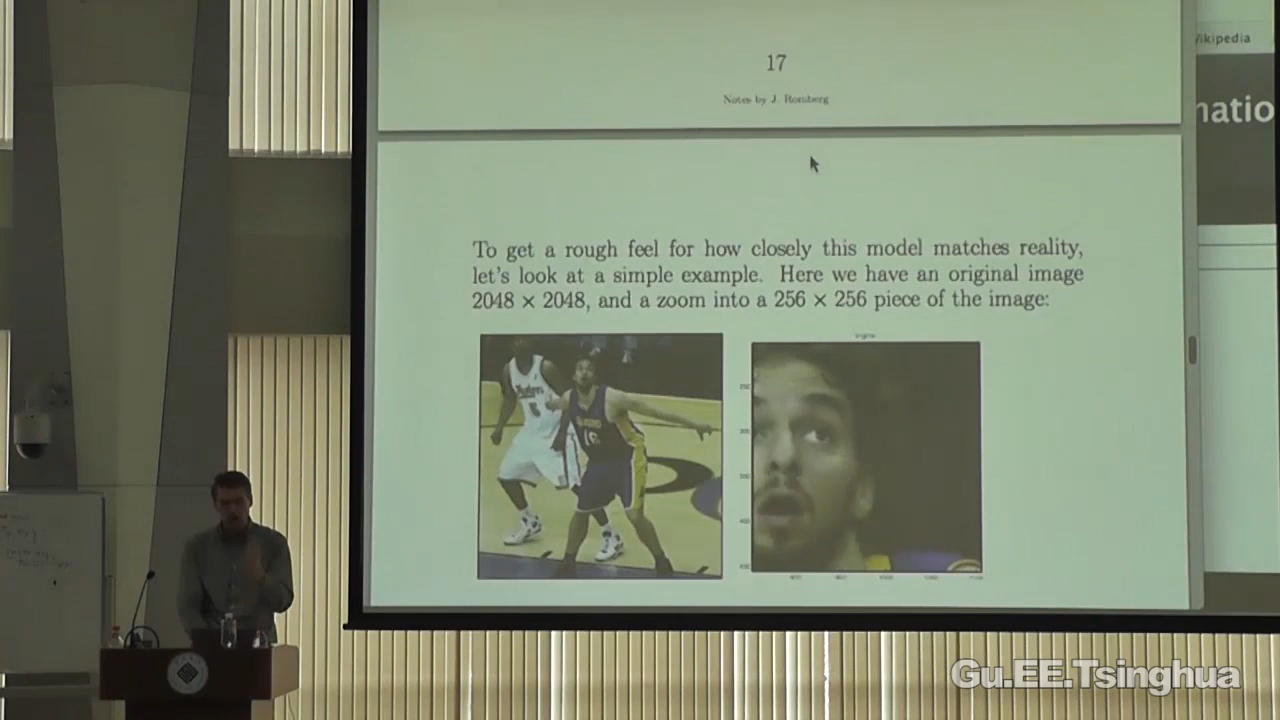 17
Notes by J. Romberg
To get a rough feel for how closely this model matches reality,
let's look at a simple example. Here we have an original image
2048 × 2048, and a zoom into a 256 × 256 piece of the image:
Wikipedia
natio
Gu.EE.Tsinghua